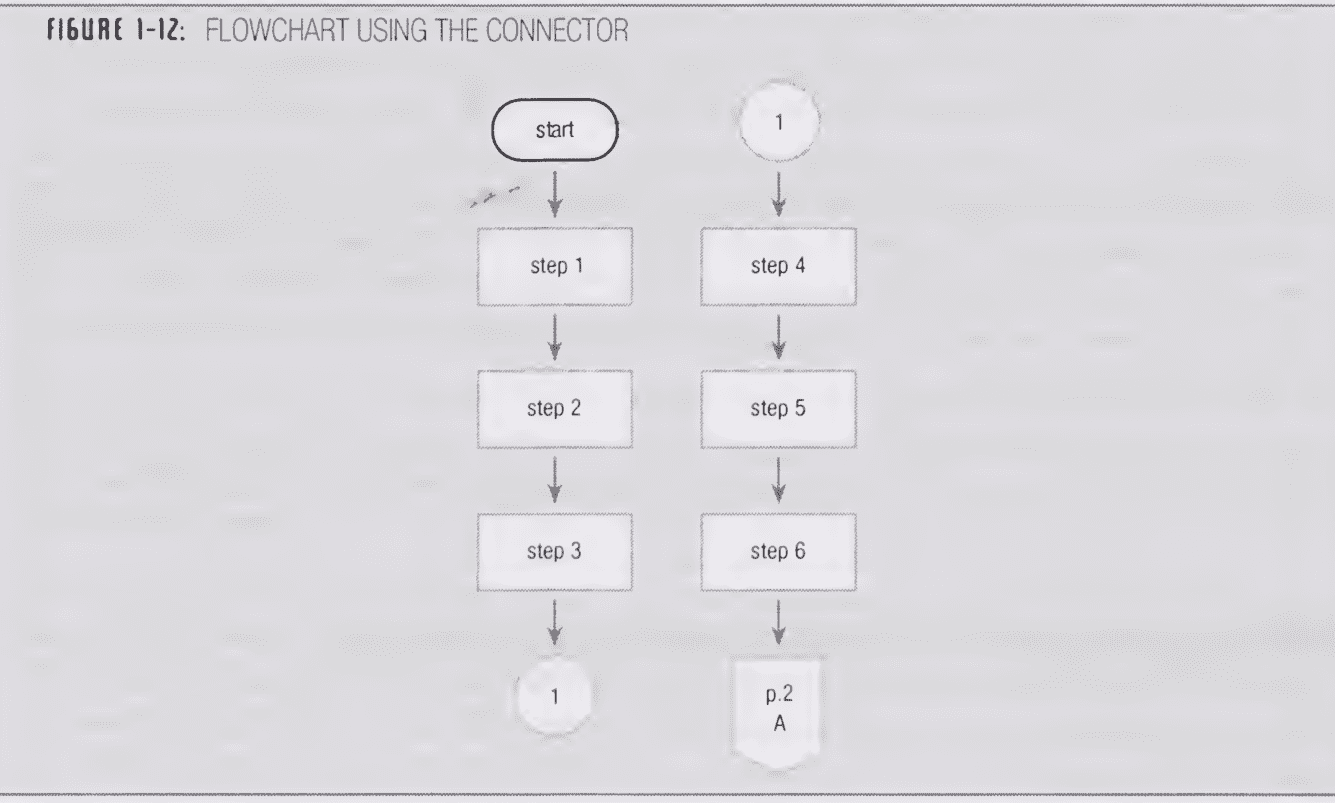 FIGURE 1-12: FLOWCHART USING THE CONNECTOR
start
step 1
step 2
step 3
1
1
step 4
step 5
step 6
p.2
A